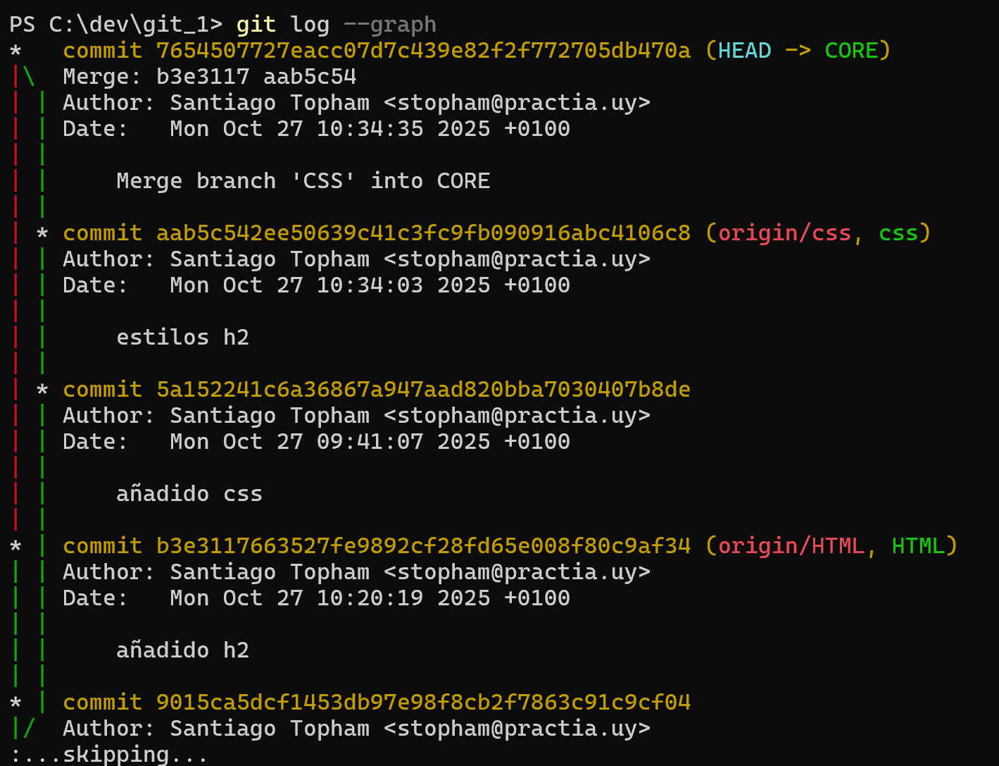 PS C:\dev\git_1> git log --graph
*   commit 7654507727eacc07d7c439e82f2f772705db470a (HEAD -> CORE)
|\  Merge: b3e3117 aab5c54
| | Author: Santiago Topham <stopham@practia.uy>
| | Date:   Mon Oct 27 10:34:35 2025 +0100
| |
| |     Merge branch 'CSS' into CORE
| |
| * commit aab5c542ee50639c41c3fc9fb090916abc4106c8 (origin/css, css)
| | Author: Santiago Topham <stopham@practia.uy>
| | Date:   Mon Oct 27 10:34:03 2025 +0100
| |
| |     estilos h2
| |
| * commit 5a152241c6a36867a947aad820bba7030407b8de
| | Author: Santiago Topham <stopham@practia.uy>
| | Date:   Mon Oct 27 09:41:07 2025 +0100
| |
| |     añadido css
| |
* | commit b3e3117663527fe9892cf28fd65e008f80c9af34 (origin/HTML, HTML)
| | Author: Santiago Topham <stopham@practia.uy>
| | Date:   Mon Oct 27 10:20:19 2025 +0100
| |
| |     añadido h2
| |
* | commit 9015ca5dcf1453db97e98f8cb2f7863c91c9cf04
|/  Author: Santiago Topham <stopham@practia.uy>
:...skipping...